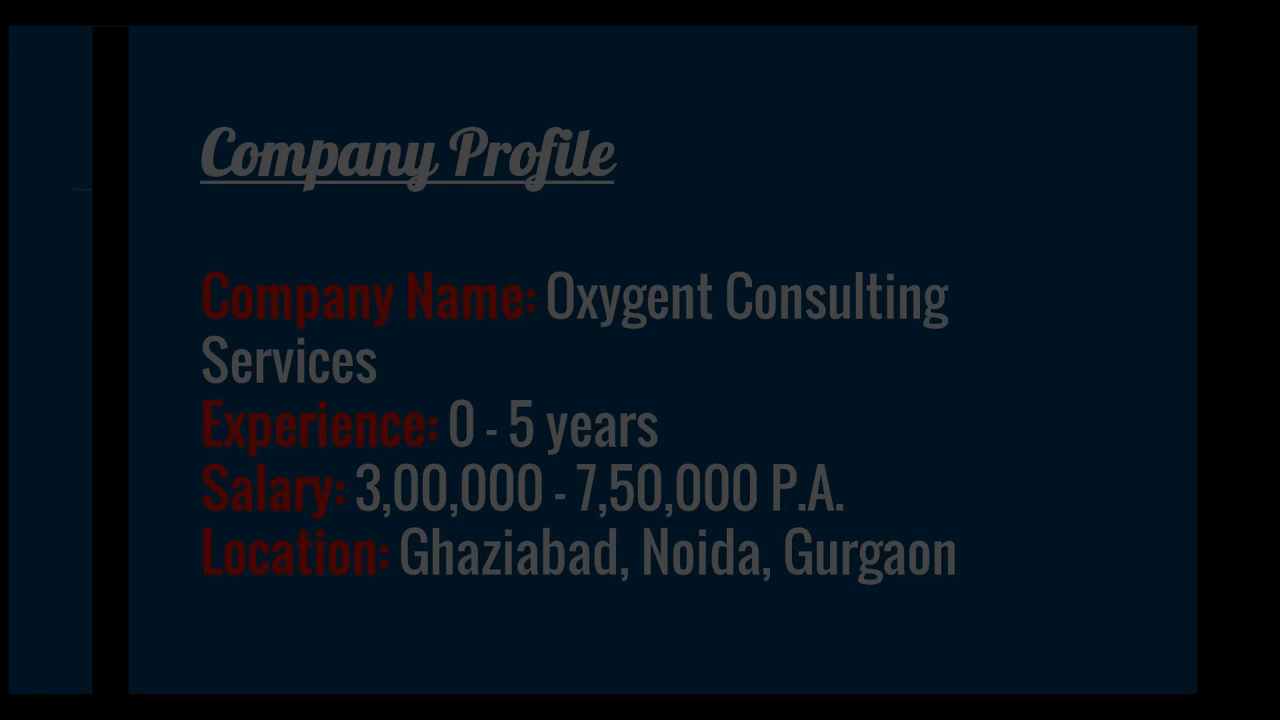 Company Profile
Company Name: Oxygent Consulting
Services
Experience: 0 - 5 years
Salary: 3,00,000 - 7,50,000 P.A.
Location: Ghaziabad, Noida, Gurgaon